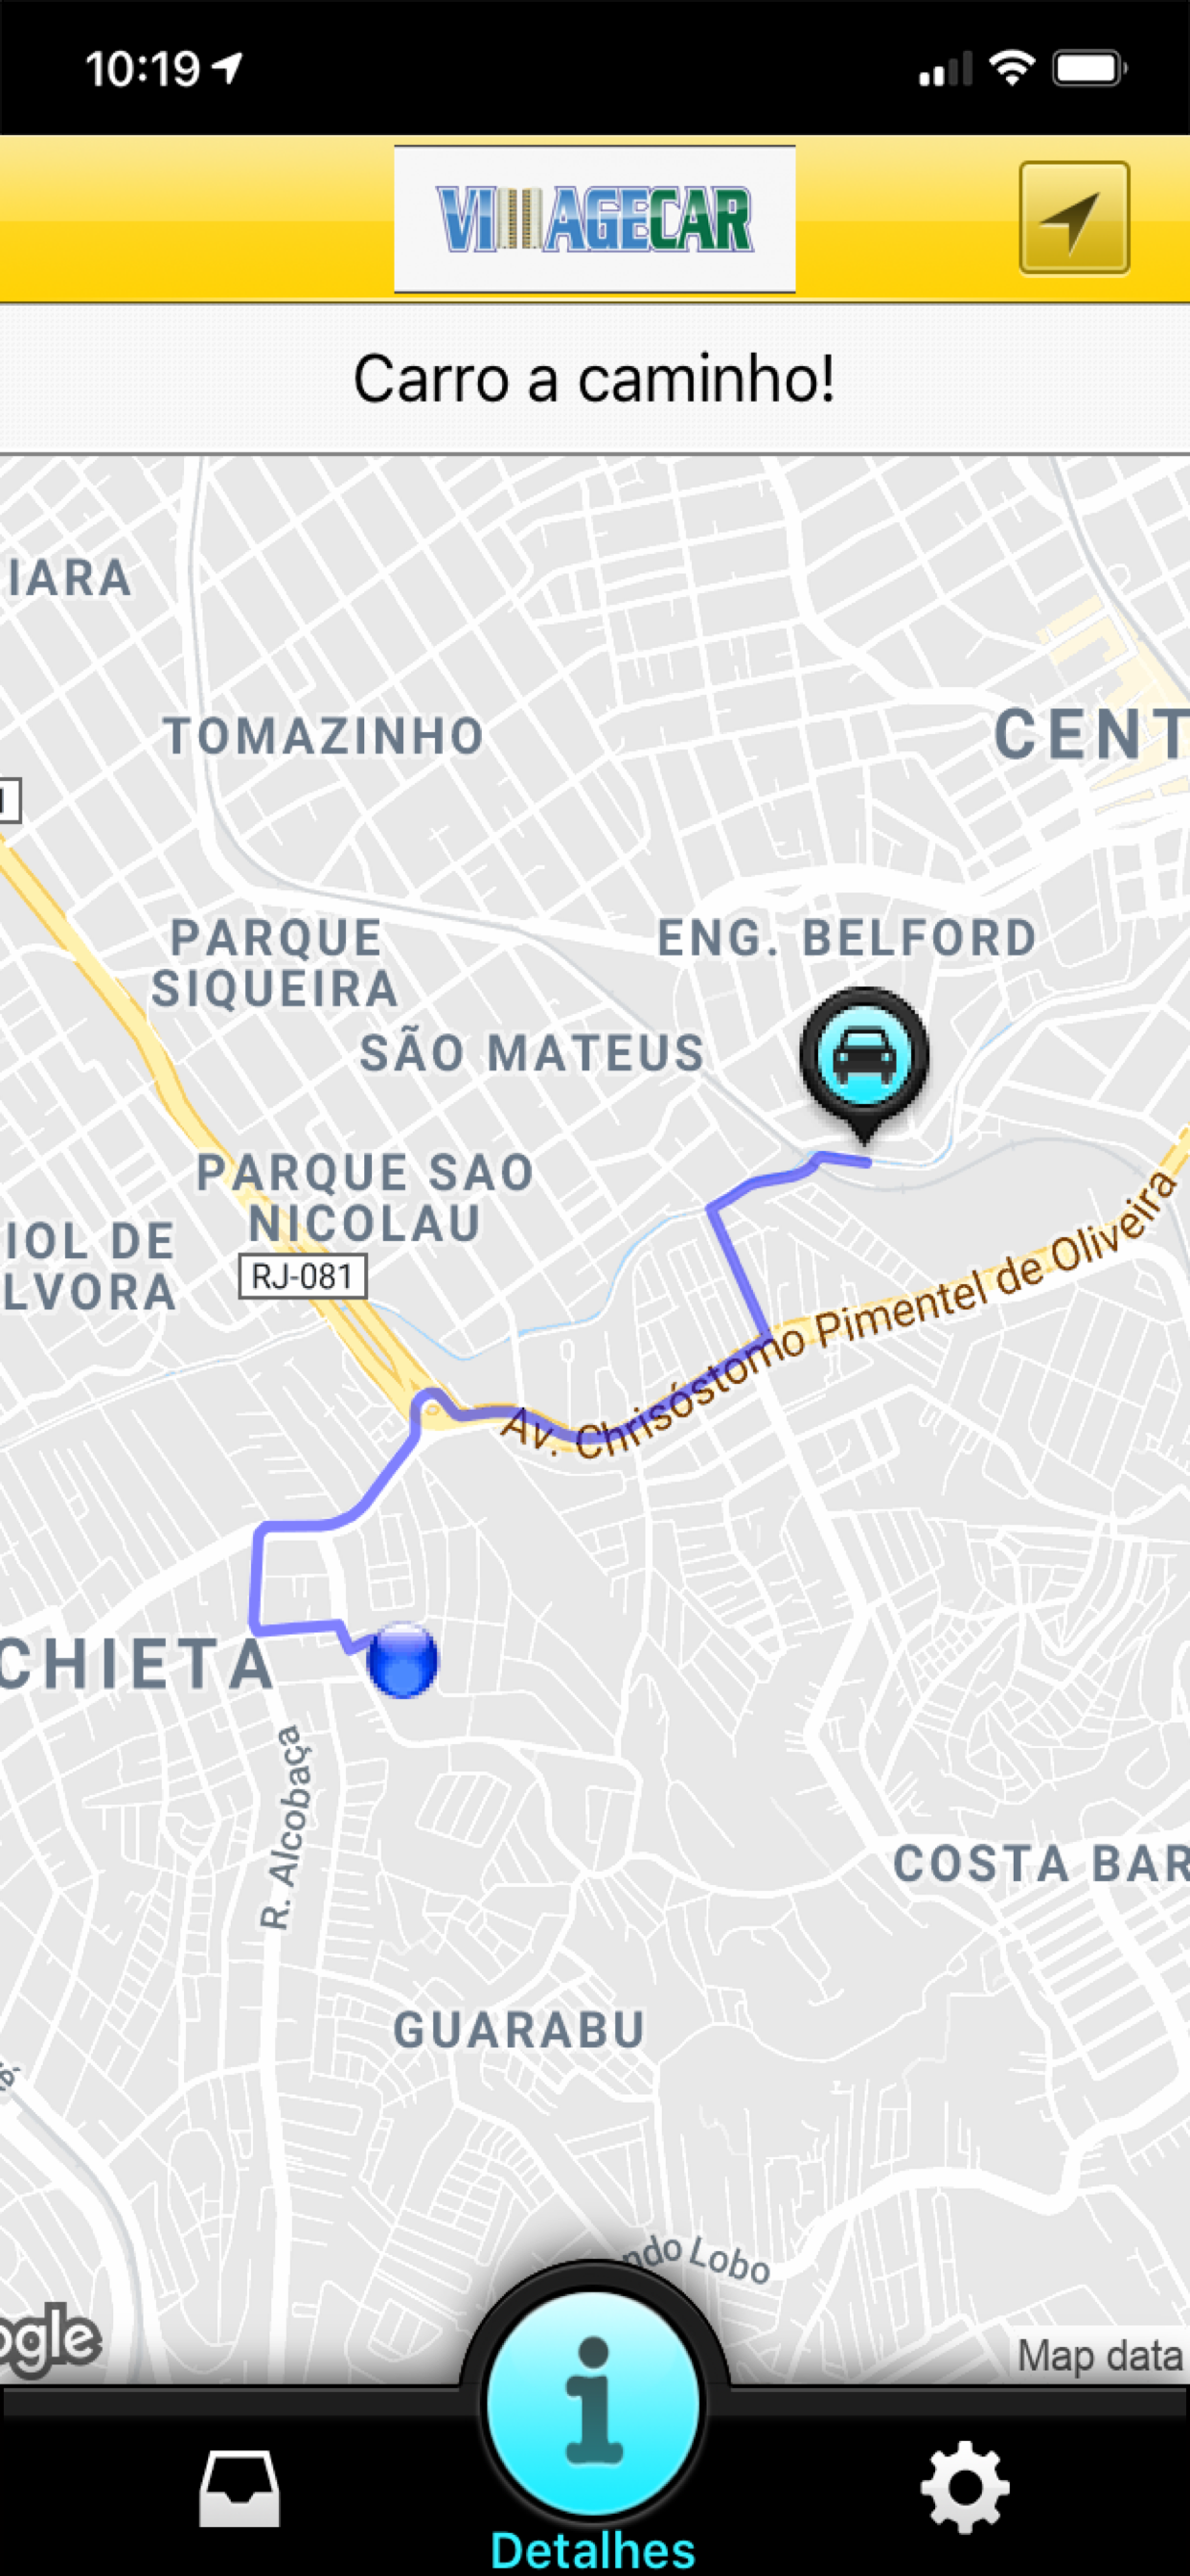 10:19
VIllAGECAR
Carro a caminho!
IARA
TOMAZINHO
CENT
PARQUE
SIQUEIRA
ENG. BELFORD
SÃO MATEUS
PARQUE SAO
NICOLAU
IOL DE
LVORA
RJ-081
Av. Chrisóstomo Pimentel de Oliveira
CHIETA
R. Alcobaça
COSTA BAR
GUARABU
ndo Lobo
ogle
Map data
Detalhes